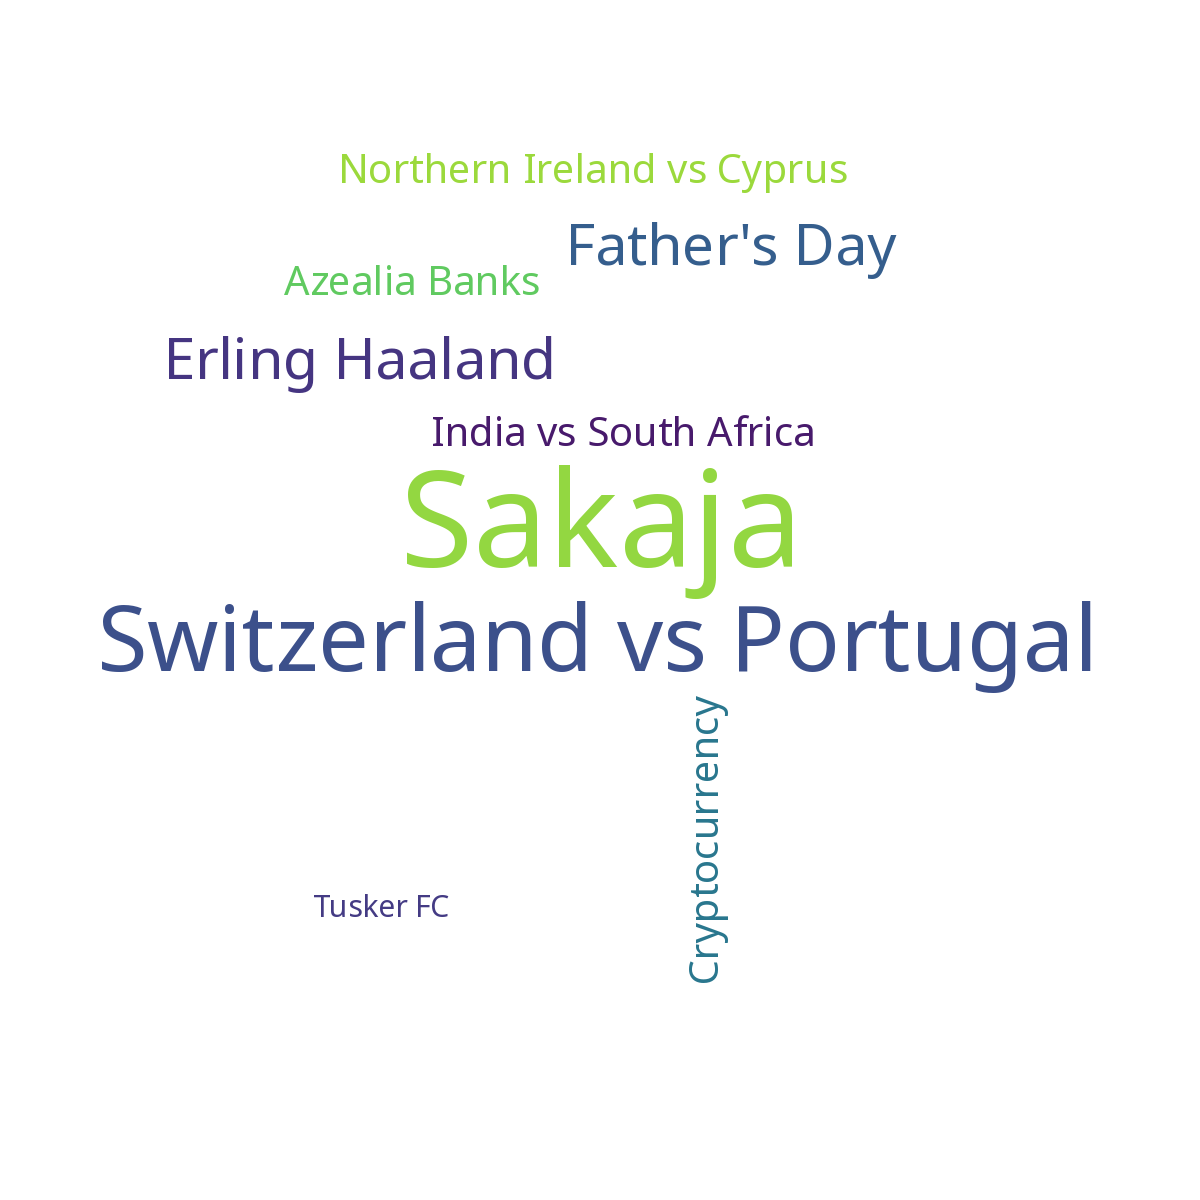 Northern Ireland vs Cyprus
Father's Day
Azealia Banks
Erling Haaland
India vs South Africa
Sakaja
Switzerland vs Portugal
Cryptocurrency
Tusker FC